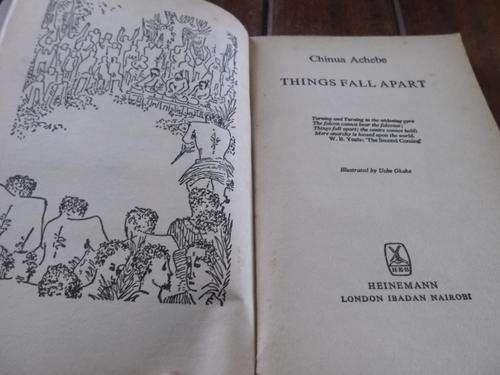 Chinua Achebe
THINGS FALL APART
Turning and Turning in the widening gyre
The falcon cannot hear the falconer;
Things fall apart; the centre cannot hold;
Mere anarchy is loosed upon the world.
W. B. Yeats: 'The Second Coming'
Illustrated by Uche Okeke
H·E·B
HEINEMANN
LONDON IBADAN NAIROBI